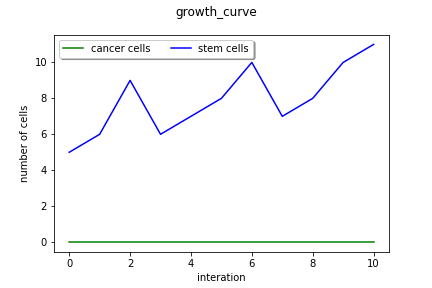 growth_curve
cancer cells stem cells
number of cells
10
8
6
4
2
0
0 2 4 6 8 10
interation